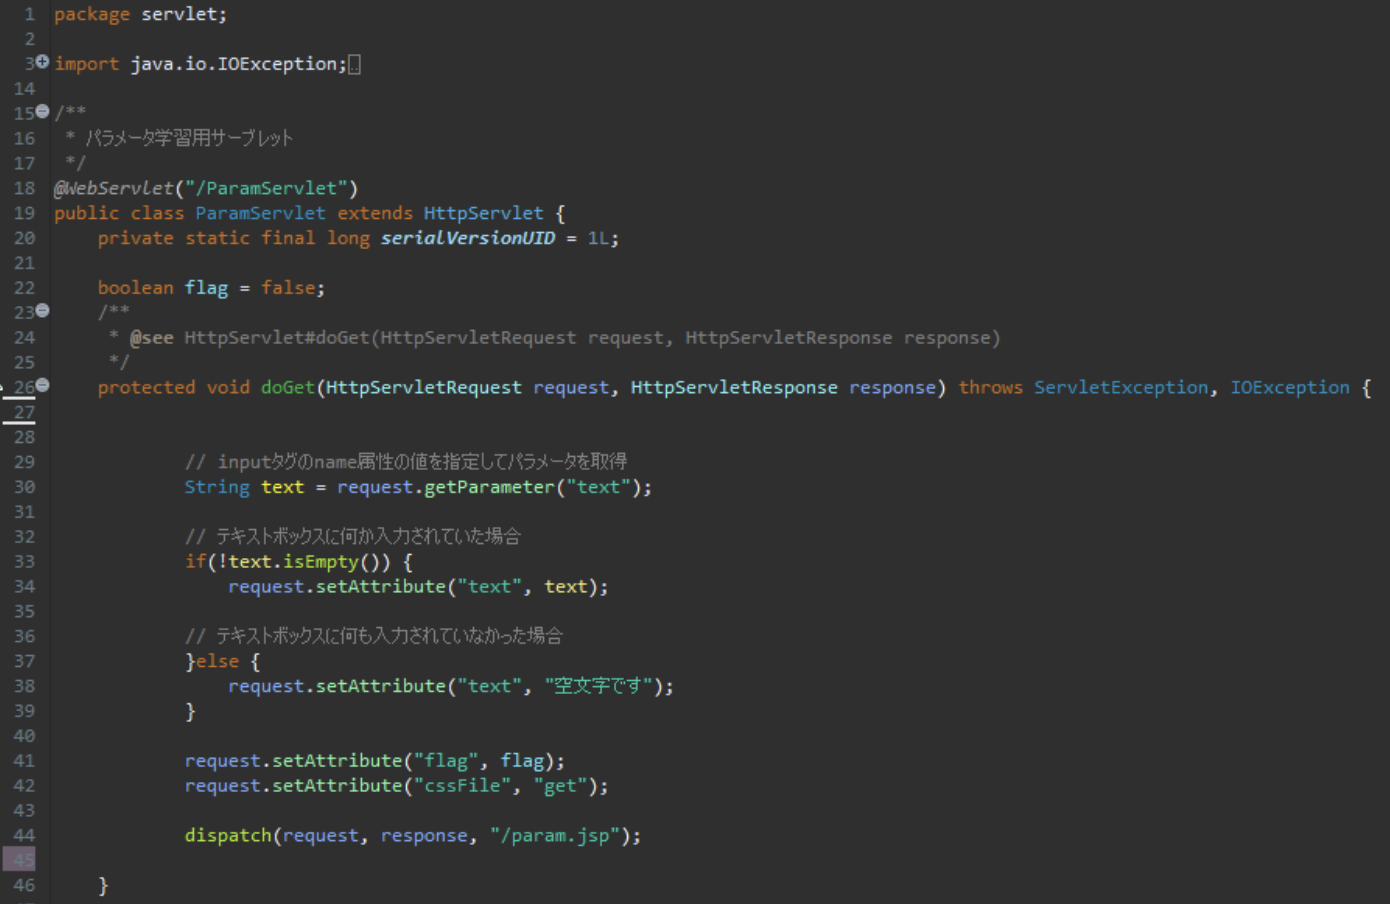 1 package servlet;
2
3 import java.io.IOException;
14
15 /**
16  * パラメータ学習用サーブレット
17  */
18 @WebServlet("/ParamServlet")
19 public class ParamServlet extends HttpServlet {
20     private static final long serialVersionUID = 1L;
21
22     boolean flag = false;
23     /**
24      * @see HttpServlet#doGet(HttpServletRequest request, HttpServletResponse response)
25      */
26     protected void doGet(HttpServletRequest request, HttpServletResponse response) throws ServletException, IOException {
27
28
29             // inputタグのname属性の値を指定してパラメータを取得
30             String text = request.getParameter("text");
31
32             // テキストボックスに何か入力されていた場合
33             if(!text.isEmpty()) {
34                 request.setAttribute("text", text);
35
36             // テキストボックスに何も入力されていなかった場合
37             }else {
38                 request.setAttribute("text", "空文字です");
39             }
40
41             request.setAttribute("flag", flag);
42             request.setAttribute("cssFile", "get");
43
44             dispatch(request, response, "/param.jsp");
45
46     }